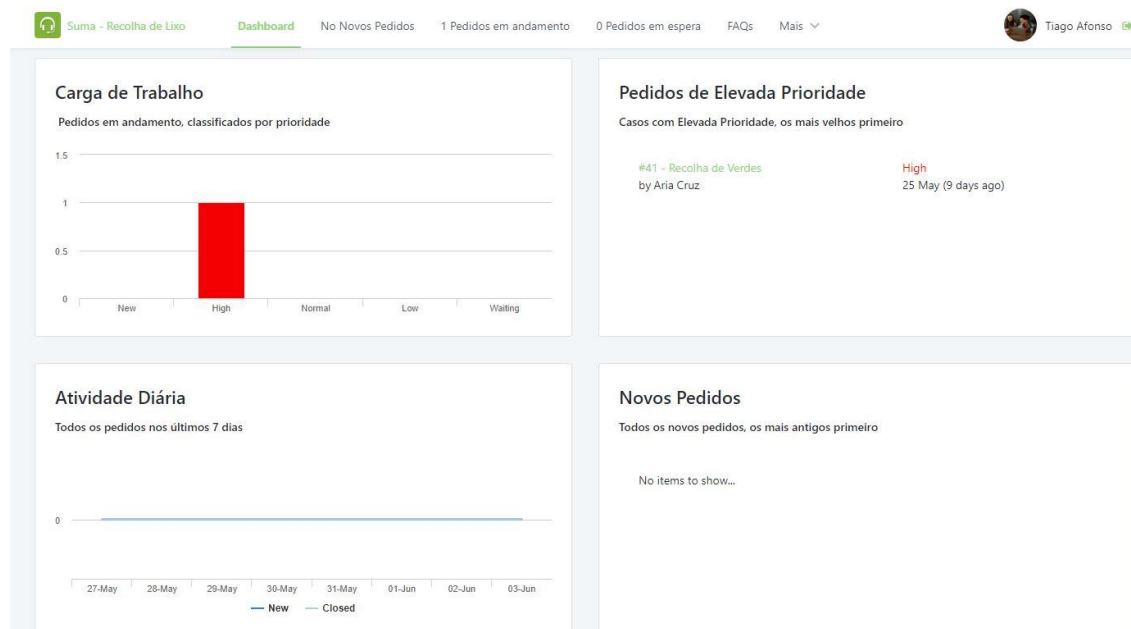 Suma - Recolha de Lixo
Dashboard
No Novos Pedidos
1 Pedidos em andamento
0 Pedidos em espera
FAQs
Mais
Tiago Afonso
Carga de Trabalho
Pedidos em andamento, classificados por prioridade
1.5
1
0.5
0
New High Normal Low Waiting
Pedidos de Elevada Prioridade
Casos com Elevada Prioridade, os mais velhos primeiro
#41 - Recolha de Verdes High
by Aria Cruz 25 May (9 days ago)
Atividade Diária
Todos os pedidos nos últimos 7 dias
0
27-May 28-May 29-May 30-May 31-May 01-Jun 02-Jun 03-Jun
New Closed
Novos Pedidos
Todos os novos pedidos, os mais antigos primeiro
No items to show...